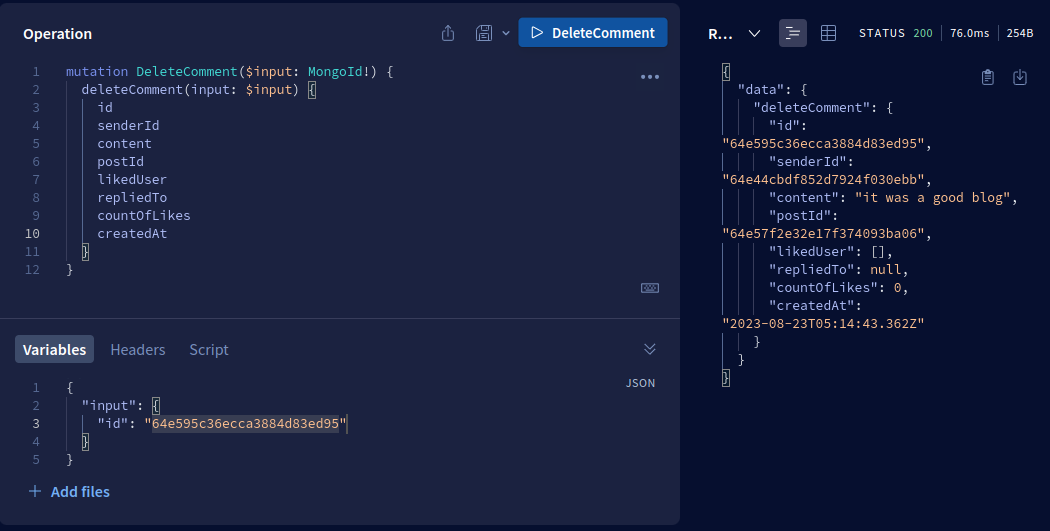 Operation
DeleteComment
1 mutation DeleteComment($input: MongoId!) {
2 deleteComment(input: $input) {
3 id
4 senderId
5 content
6 postId
7 likedUser
8 repliedTo
9 countOfLikes
10 createdAt
11 }
12 }
Variables Headers Script
JSON
1 {
2 "input": {
3 "id": "64e595c36ecca3884d83ed95"
4 }
5 }
+ Add files
R... STATUS 200 76.0ms 254B
{
"data": {
"deleteComment": {
"id":
"64e595c36ecca3884d83ed95",
"senderId":
"64e44cbdf852d7924f030ebb",
"content": "it was a good blog",
"postId":
"64e57f2e32e17f374093ba06",
"likedUser": [],
"repliedTo": null,
"countOfLikes": 0,
"createdAt":
"2023-08-23T05:14:43.362Z"
}
}
}